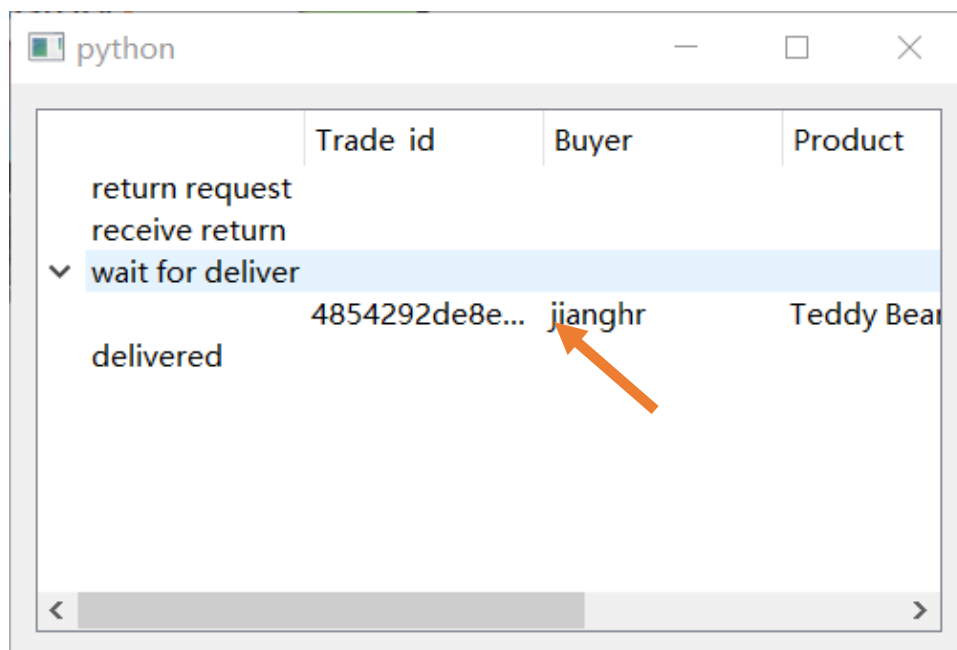 python
Trade id Buyer Product
return request
receive return
wait for deliver
4854292de8e... jianghr Teddy Bear
delivered